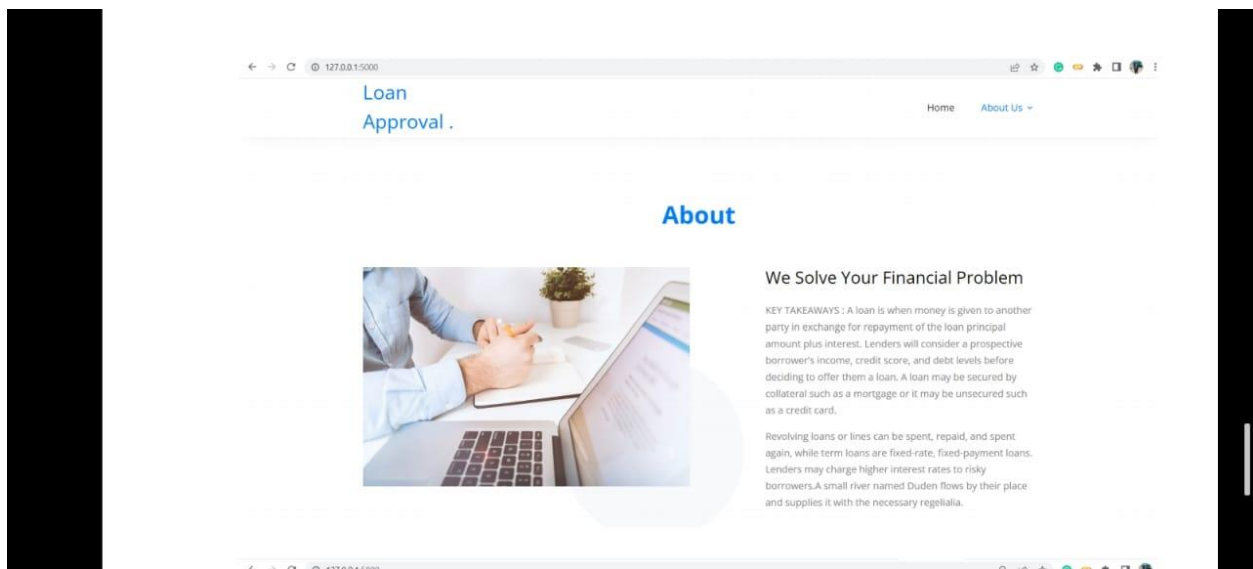 127.0.0.1:5000
Loan
Approval .
Home About Us
About
We Solve Your Financial Problem
KEY TAKEAWAYS : A loan is when money is given to another
party in exchange for repayment of the loan principal
amount plus interest. Lenders will consider a prospective
borrower's income, credit score, and debt levels before
deciding to offer them a loan. A loan may be secured by
collateral such as a mortgage or it may be unsecured such
as a credit card.
Revolving loans or lines can be spent, repaid, and spent
again, while term loans are fixed-rate, fixed-payment loans.
Lenders may charge higher interest rates to risky
borrowers.A small river named Duden flows by their place
and supplies it with the necessary regelialia.
127.0.0.1:5000